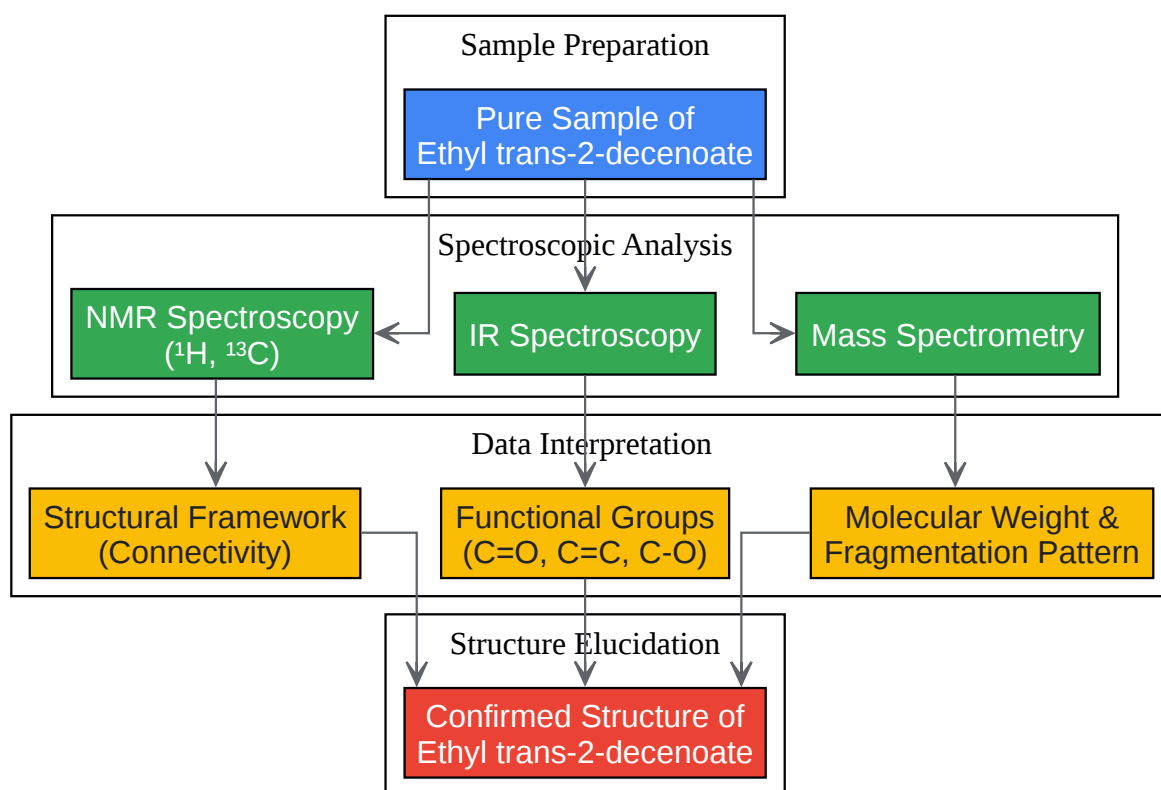 Sample Preparation
Pure Sample of
Ethyl trans-2-decenoate
Spectroscopic Analysis
NMR Spectroscopy
(¹H, ¹³C)
IR Spectroscopy
Mass Spectrometry
Data Interpretation
Structural Framework
(Connectivity)
Functional Groups
(C=O, C=C, C-O)
Molecular Weight &
Fragmentation Pattern
Structure Elucidation
Confirmed Structure of
Ethyl trans-2-decenoate